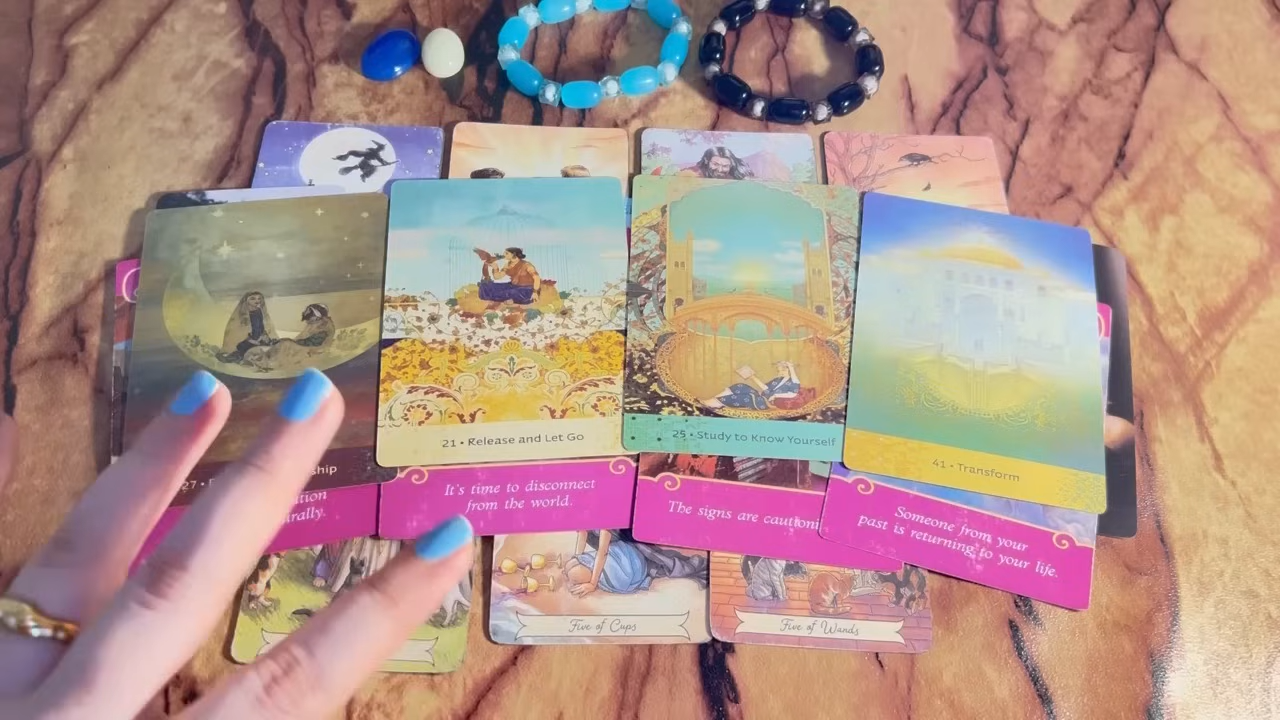 21 • Release and Let Go
25 • Study to Know Yourself
41 • Transform
27 •
It's time to disconnect
from the world.
The signs are
Someone from your
past is returning to your life.
Five of Cups
Five of Wands